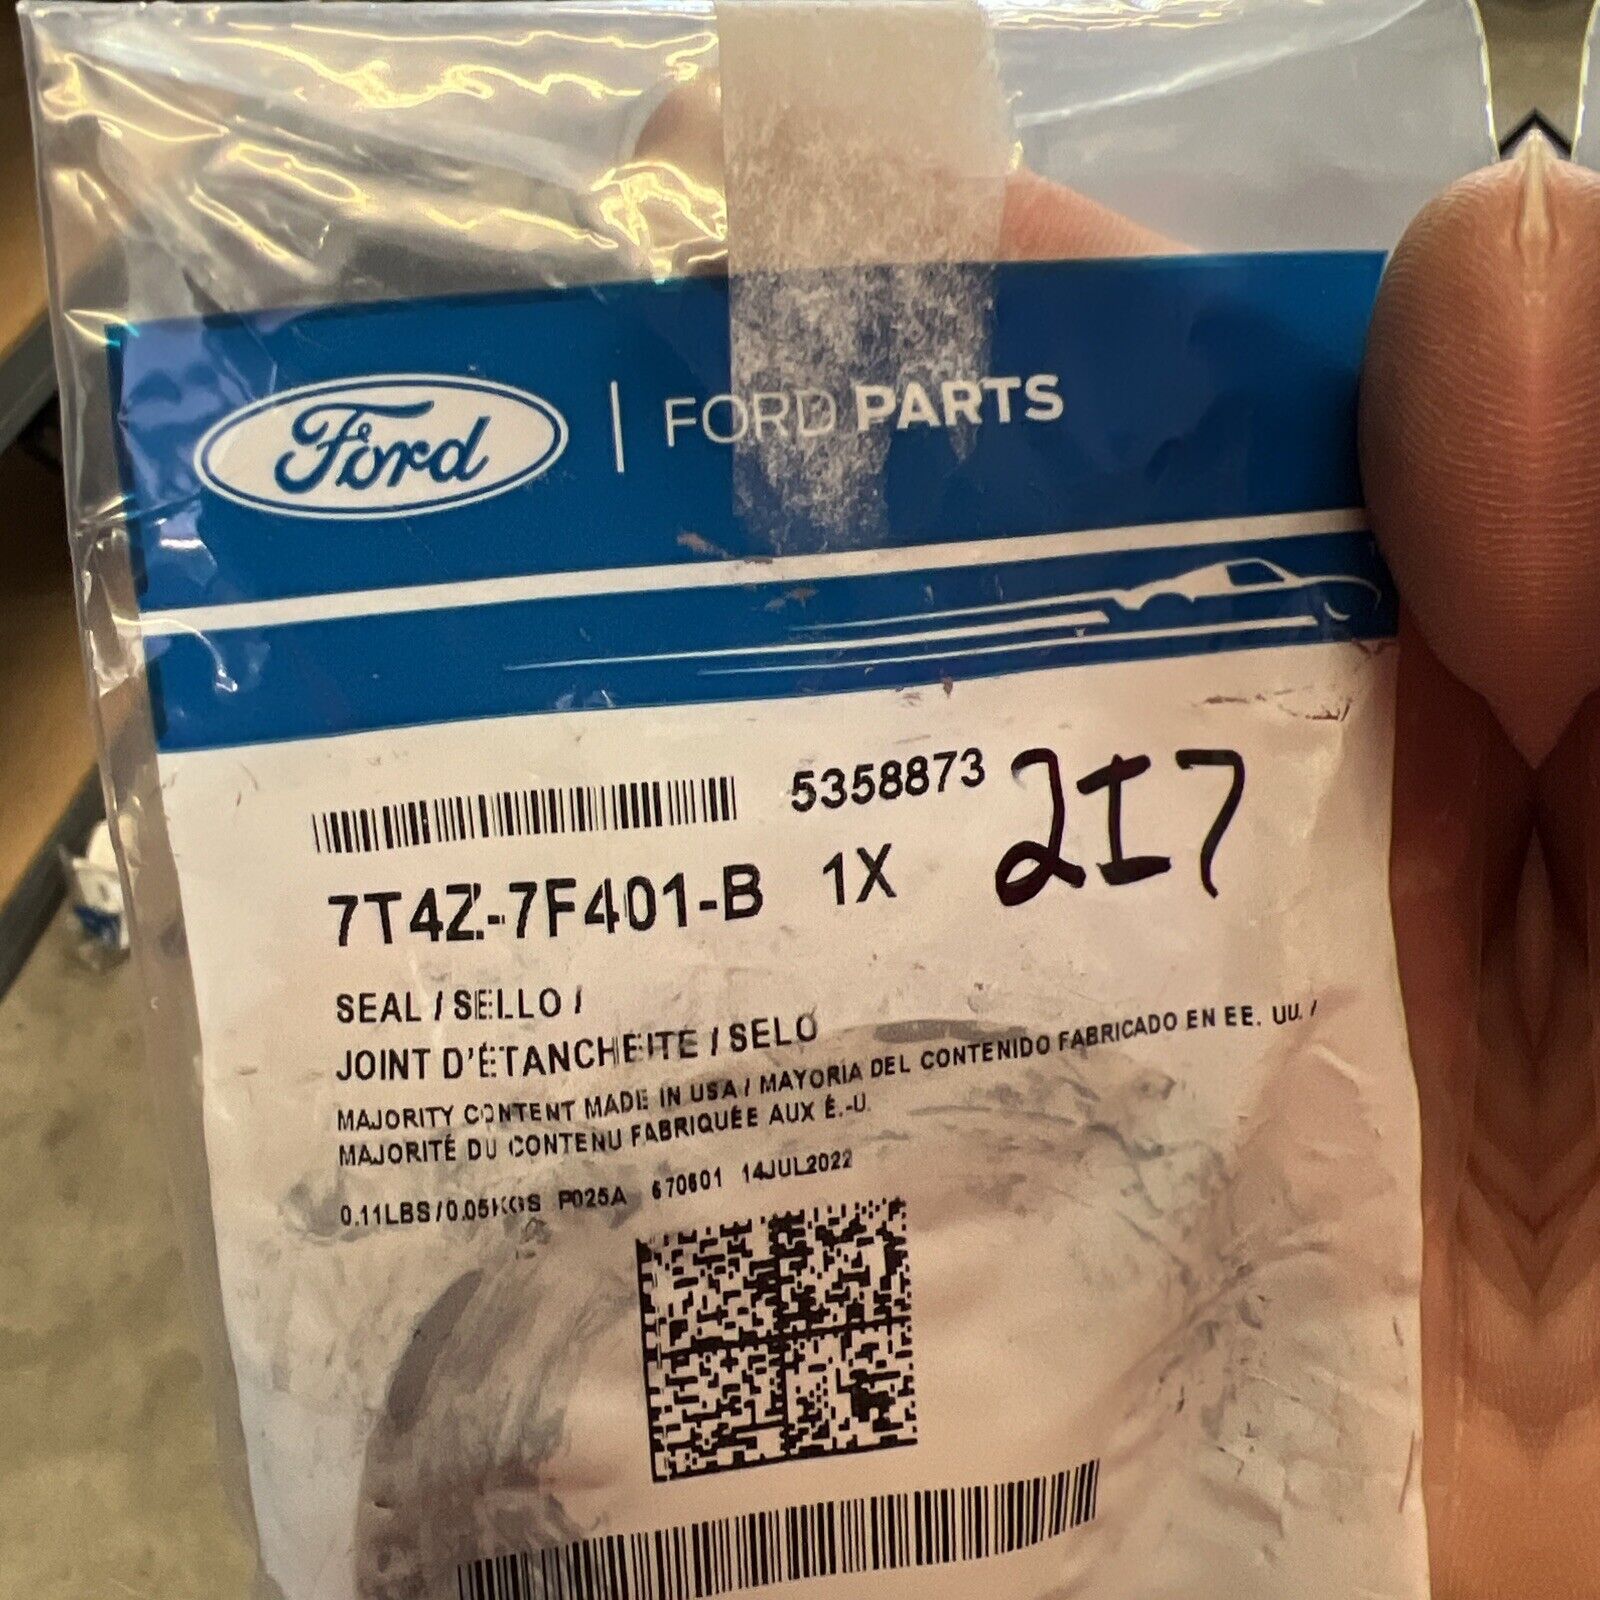 Ford | FORD PARTS
5358873 2I7
7T4Z-7F401-B 1X
SEAL / SELLO /
JOINT D'ÉTANCHEITE / SELO
MAJORITY CONTENT MADE IN USA / MAYORIA DEL CONTENIDO FABRICADO EN EE. UU. /
MAJORITÉ DU CONTENU FABRIQUÉE AUX É.-U.
0.11LBS/0.05KGS P025A 670601 14JUL2022